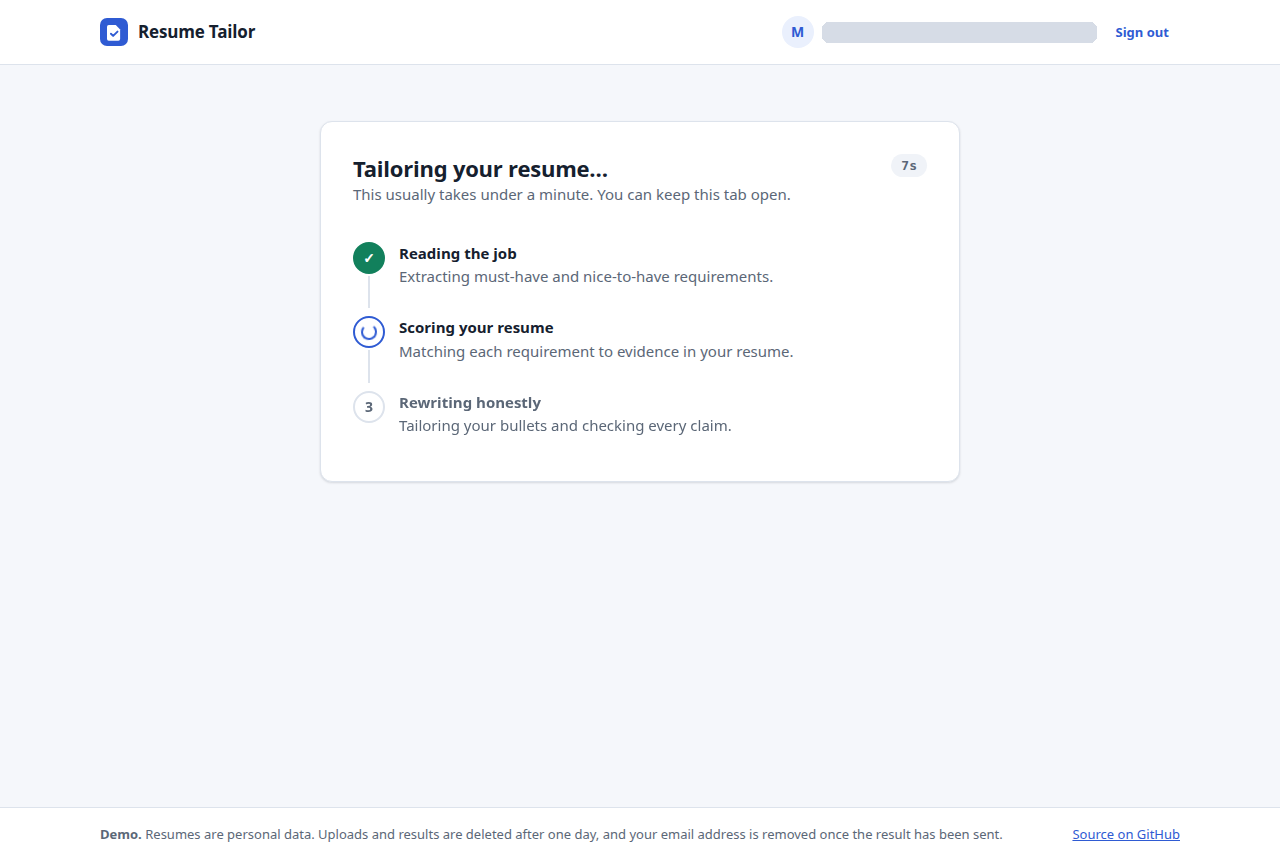 Resume Tailor
M
Sign out
Tailoring your resume...
7s
This usually takes under a minute. You can keep this tab open.
✓
Reading the job
Extracting must-have and nice-to-have requirements.
Scoring your resume
Matching each requirement to evidence in your resume.
3
Rewriting honestly
Tailoring your bullets and checking every claim.
Demo. Resumes are personal data. Uploads and results are deleted after one day, and your email address is removed once the result has been sent.
Source on GitHub